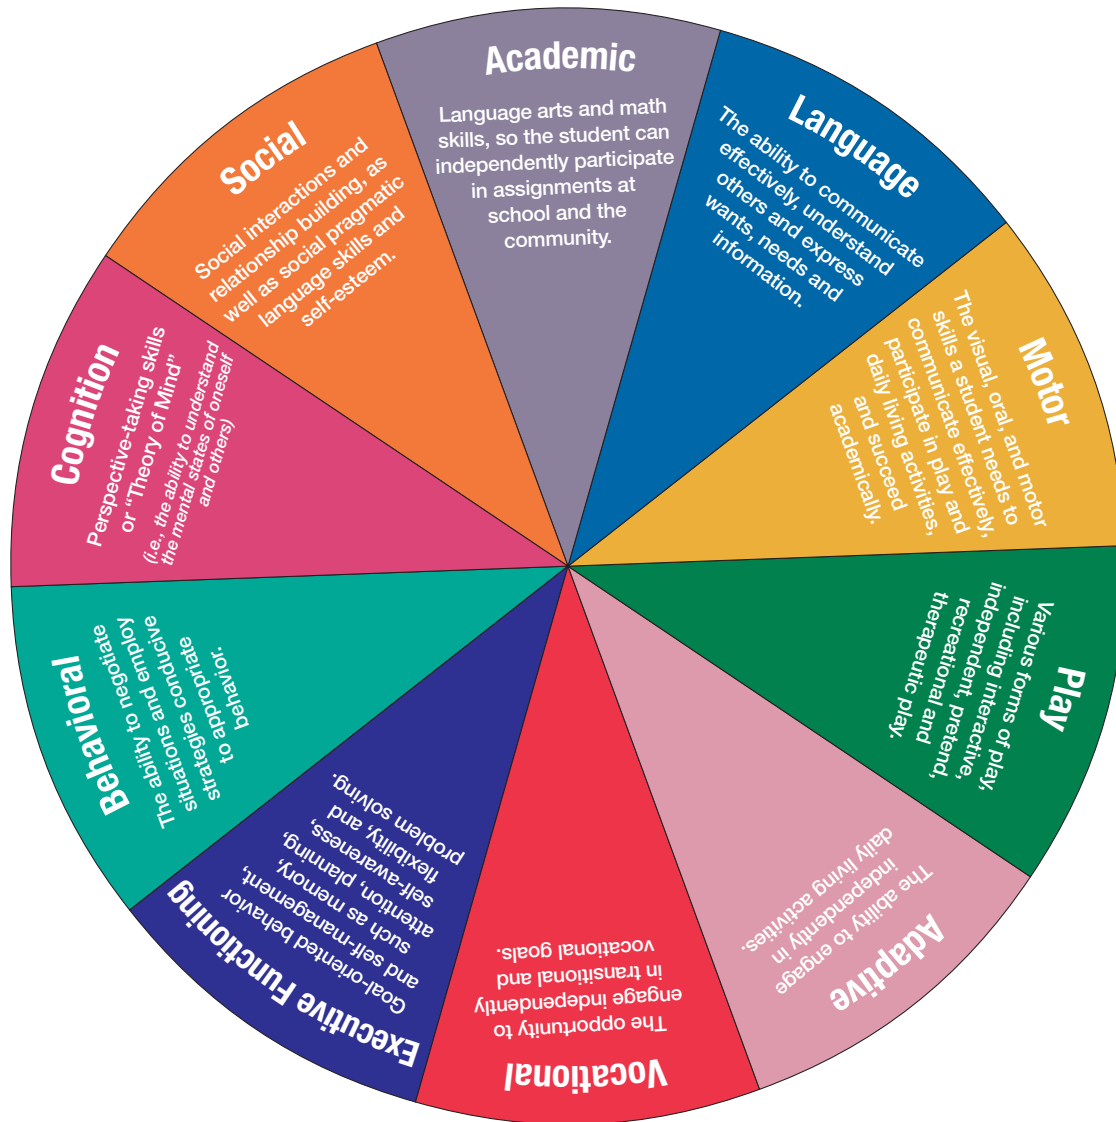 Academic
Language arts and math
skills, so the student can
independently participate
in assignments at
school and the
community.
Language
The ability to communicate
effectively, understand
others and express
wants, needs and
information.
Motor
The visual, oral, and motor
skills a student needs to
communicate effectively,
participate in play and
daily living activities,
and succeed
academically.
Play
Various forms of play,
including interactive,
independent, pretend,
recreational and
therapeutic play.
Adaptive
The ability to engage
independently in
daily living activities.
Vocational
The opportunity to
engage independently
in transitional and
vocational goals.
Executive Functioning
Goal-oriented behavior
and self-management,
such as memory,
attention, planning,
self-awareness,
flexibility, and
problem solving.
Behavioral
The ability to negotiate
situations and employ
strategies conducive
to appropriate
behavior.
Cognition
Perspective-taking skills
or “Theory of Mind”
(i.e., the ability to understand
the mental states of oneself
and others)
Social
Social interactions and
relationship building, as
well as social pragmatic
language skills and
self-esteem.